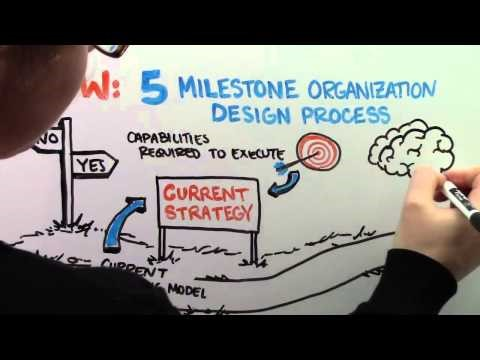 W: 5 MILESTONE ORGANIZATION
DESIGN PROCESS
NO
YES
CAPABILITIES
REQUIRED TO EXECUTE
CURRENT
STRATEGY
CURRENT
MODEL